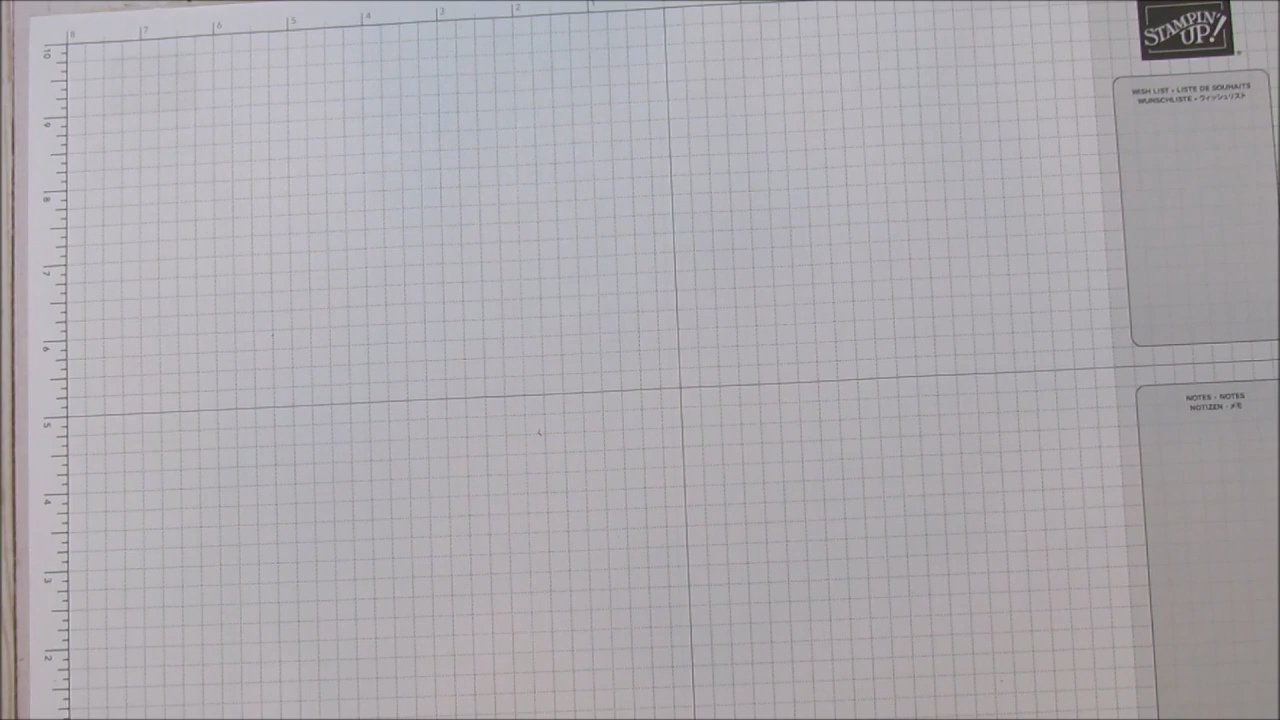 8 7 6 5 4 3 2 1
10
9
8
7
6
5
4
3
2
STAMPIN' UP!®
WISH LIST • LISTE DE SOUHAITS
WUNSCHLISTE • ウィッシュリスト
NOTES • NOTES
NOTIZEN • メモ